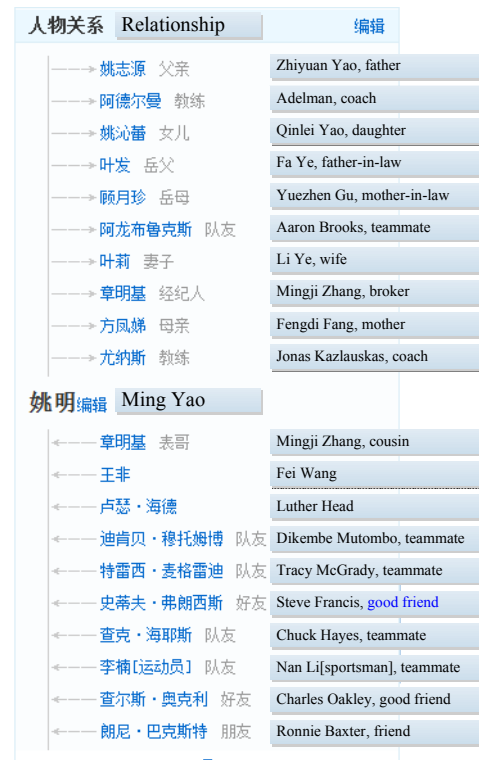 人物关系 Relationship 编辑
姚志源 父亲 Zhiyuan Yao, father
阿德尔曼 教练 Adelman, coach
姚沁蕾 女儿 Qinlei Yao, daughter
叶发 岳父 Fa Ye, father-in-law
顾月珍 岳母 Yuezhen Gu, mother-in-law
阿龙布鲁克斯 队友 Aaron Brooks, teammate
叶莉 妻子 Li Ye, wife
章明基 经纪人 Mingji Zhang, broker
方凤娣 母亲 Fengdi Fang, mother
尤纳斯 教练 Jonas Kazlauskas, coach
姚明编辑 Ming Yao
章明基 表哥 Mingji Zhang, cousin
王非 Fei Wang
卢瑟·海德 Luther Head
迪肯贝·穆托姆博 队友 Dikembe Mutombo, teammate
特雷西·麦格雷迪 队友 Tracy McGrady, teammate
史蒂夫·弗朗西斯 好友 Steve Francis, good friend
查克·海耶斯 队友 Chuck Hayes, teammate
李楠[运动员] 队友 Nan Li[sportsman], teammate
查尔斯·奥克利 好友 Charles Oakley, good friend
朗尼·巴克斯特 朋友 Ronnie Baxter, friend